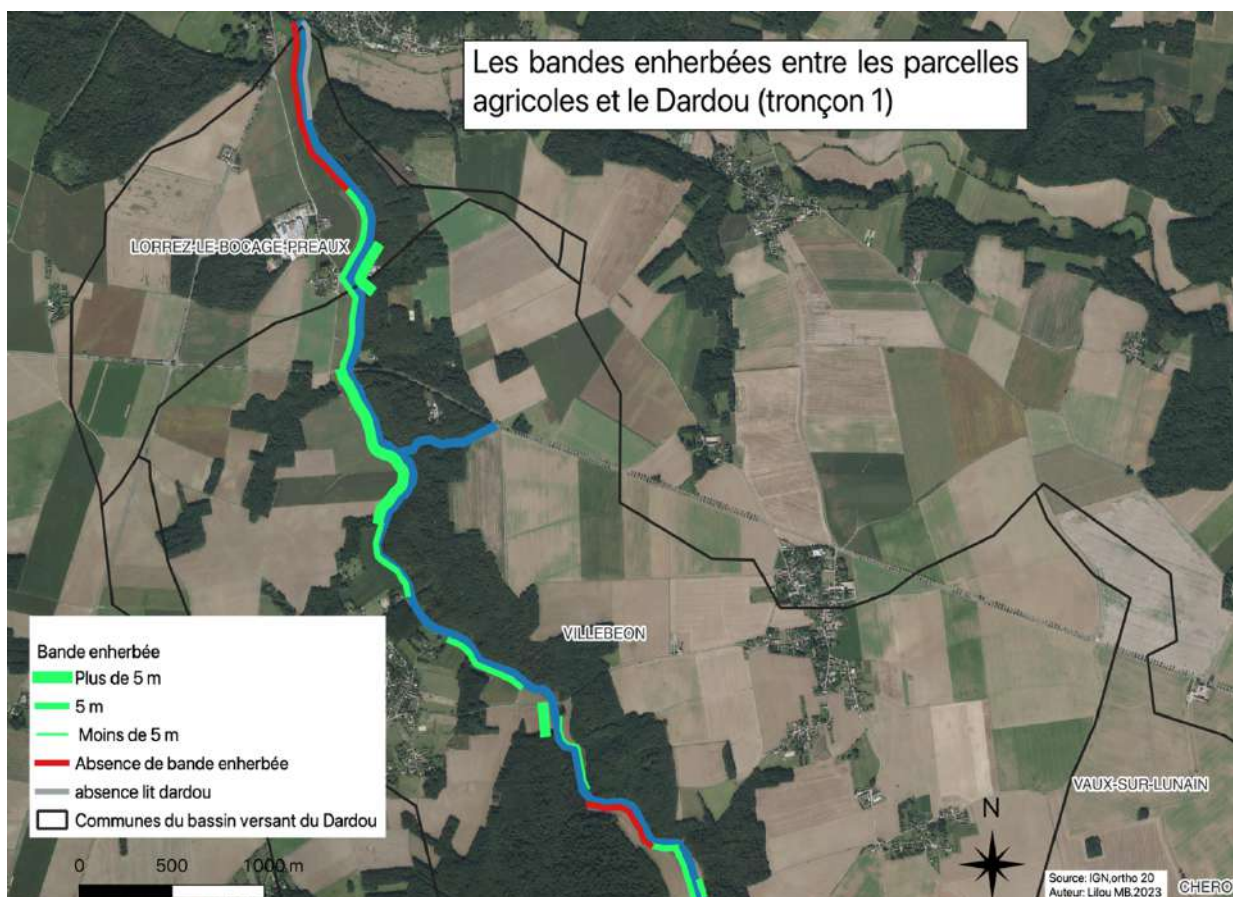 Les bandes enherbées entre les parcelles
agricoles et le Dardou (tronçon 1)
LORREZ-LE-BOCAGE-PREAUX
VILLEBEON
Bande enherbée
Plus de 5 m
5 m
Moins de 5 m
Absence de bande enherbée
absence lit dardou
Communes du bassin versant du Dardou
0 500 1000 m
VAUX-SUR-LUNAIN
N
Source: IGN,ortho 20
Auteur: Lilou MB.2023
CHERO